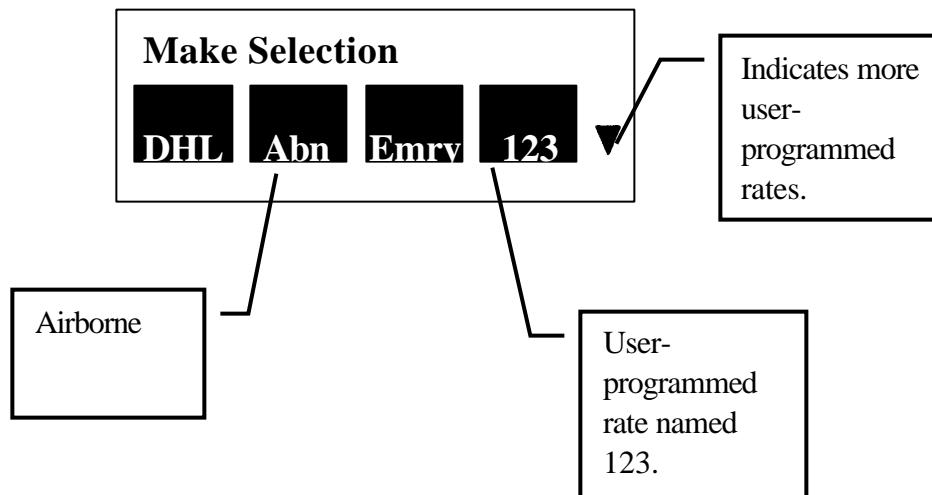 Make Selection
DHL Abn Emry 123
Indicates more
user-
programmed
rates.
Airborne
User-
programmed
rate named
123.